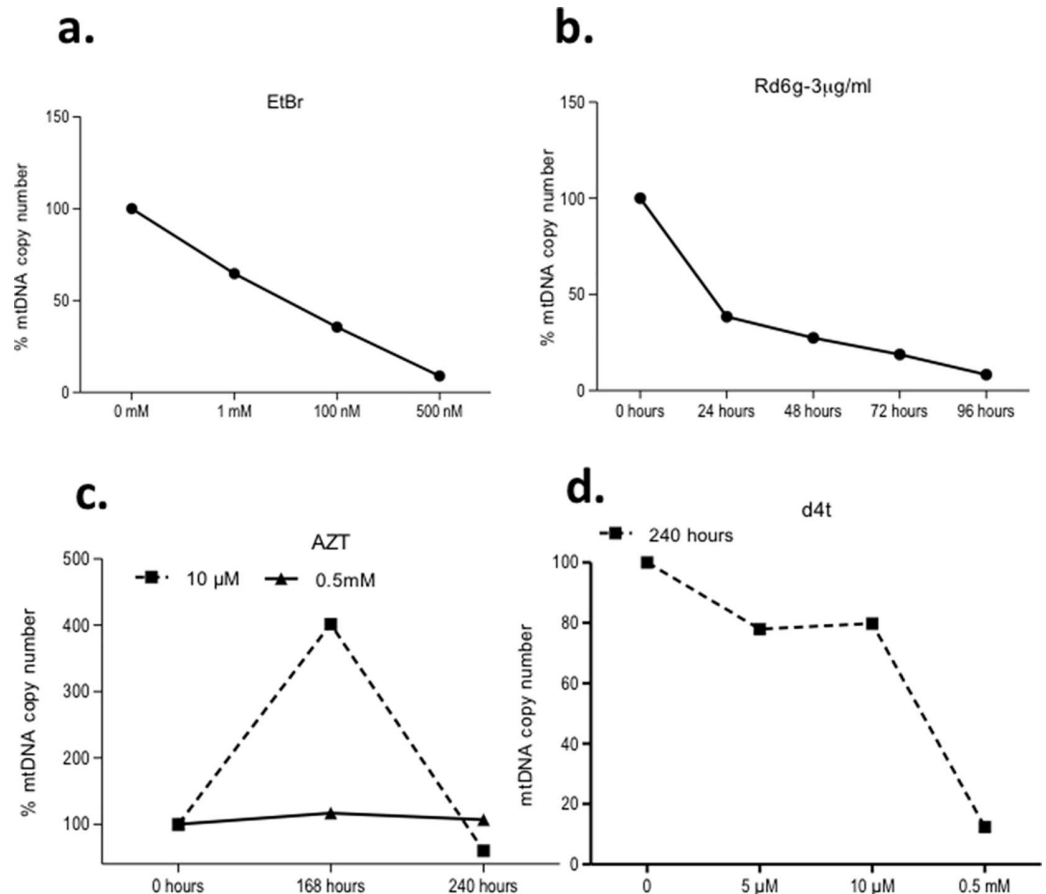 a.
EtBr
% mtDNA copy number
150
100
50
0
0 mM
1 mM
100 nM
500 nM
b.
Rd6g-3µg/ml
% mtDNA copy number
150
100
50
0
0 hours
24 hours
48 hours
72 hours
96 hours
c.
AZT
10 µM
0.5mM
% mtDNA copy number
500
400
300
200
100
0 hours
168 hours
240 hours
d.
d4t
240 hours
mtDNA copy number
100
80
60
40
20
0
0
5 µM
10 µM
0.5 mM